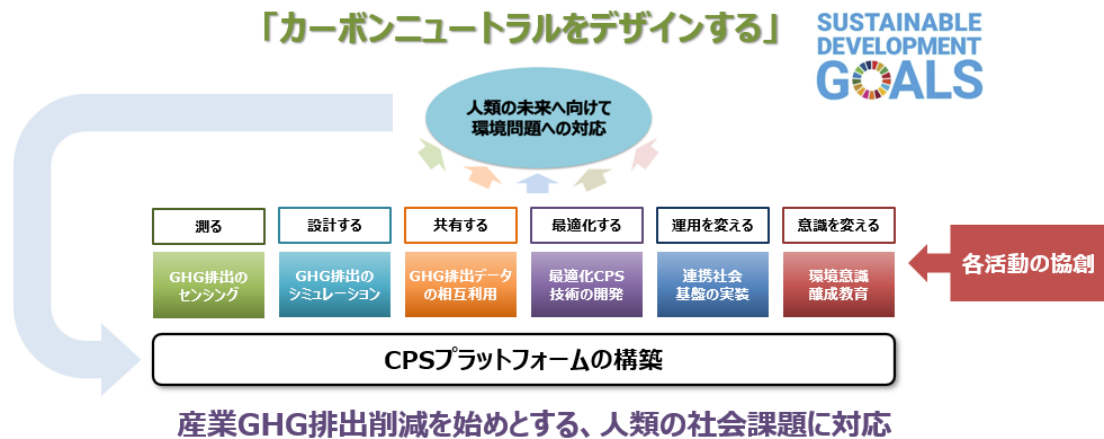 「カーボンニュートラルをデザインする」
SUSTAINABLE
DEVELOPMENT
GOALS
人類の未来へ向けて
環境問題への対応
測る
設計する
共有する
最適化する
運用を変える
意識を変える
GHG排出の
センシング
GHG排出の
シミュレーション
GHG排出データ
の相互利用
最適化CPS
技術の開発
連携社会
基盤の実装
環境意識
醸成教育
各活動の協創
CPSプラットフォームの構築
産業GHG排出削減を始めとする、人類の社会課題に対応